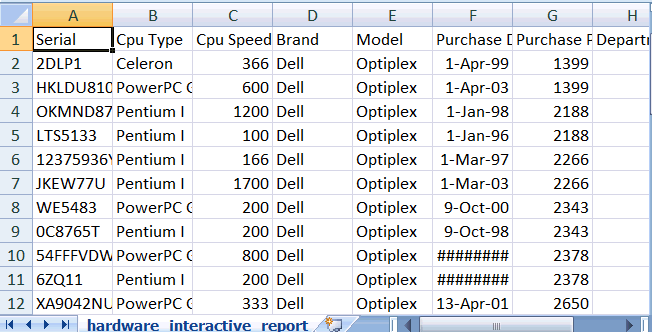 A B C D E F G H
1 Serial Cpu Type Cpu Speed Brand Model Purchase D Purchase P Departr
2 2DLP1 Celeron 366 Dell Optiplex 1-Apr-99 1399
3 HKLDU810 PowerPC G 600 Dell Optiplex 1-Apr-03 1399
4 OKMND87 Pentium I 1200 Dell Optiplex 1-Jan-98 2188
5 LTS5133 Pentium I 100 Dell Optiplex 1-Jan-96 2188
6 12375936Y Pentium I 166 Dell Optiplex 1-Mar-97 2266
7 JKEW77U Pentium I 1700 Dell Optiplex 1-Mar-03 2266
8 WE5483 PowerPC G 200 Dell Optiplex 9-Oct-00 2343
9 0C8765T Pentium I 200 Dell Optiplex 9-Oct-98 2343
10 54FFFVDW PowerPC G 800 Dell Optiplex ######## 2378
11 6ZQ11 Pentium I 200 Dell Optiplex ######## 2378
12 XA9042NU PowerPC G 333 Dell Optiplex 13-Apr-01 2650
hardware_interactive_report